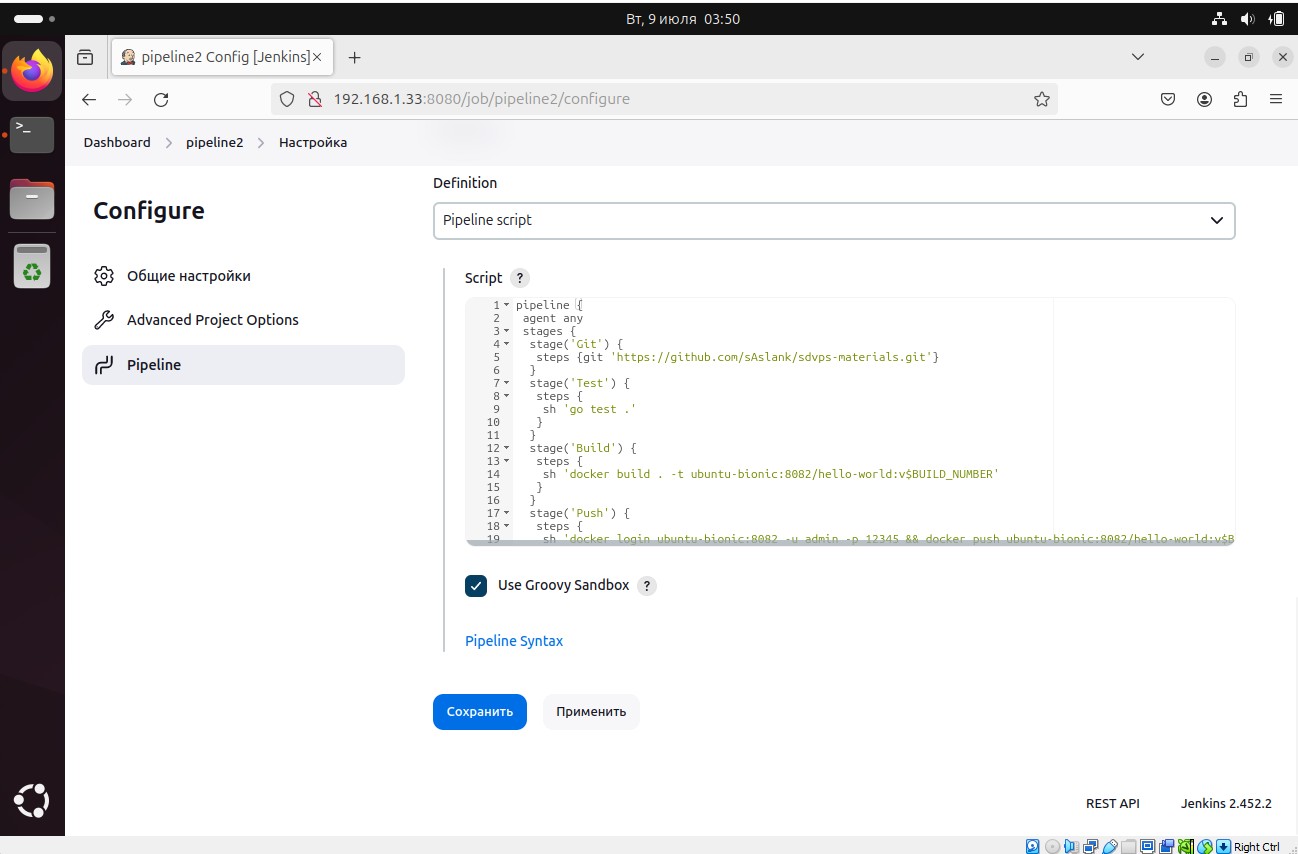 Вт, 9 июля 03:50
pipeline2 Config [Jenkins]
192.168.1.33:8080/job/pipeline2/configure
Dashboard
pipeline2
Настройка
Configure
Общие настройки
Advanced Project Options
Pipeline
Definition
Pipeline script
Script ?
1 pipeline {
2 agent any
3 stages {
4 stage('Git') {
5 steps {git 'https://github.com/sAslank/sdvps-materials.git'}
6 }
7 stage('Test') {
8 steps {
9 sh 'go test .'
10 }
11 }
12 stage('Build') {
13 steps {
14 sh 'docker build . -t ubuntu-bionic:8082/hello-world:v$BUILD_NUMBER'
15 }
16 }
17 stage('Push') {
18 steps {
19 sh 'docker login ubuntu-bionic:8082 -u admin -p 12345 && docker push ubuntu-bionic:8082/hello-world:v$B
Use Groovy Sandbox ?
Pipeline Syntax
Сохранить
Применить
REST API
Jenkins 2.452.2
Right Ctrl